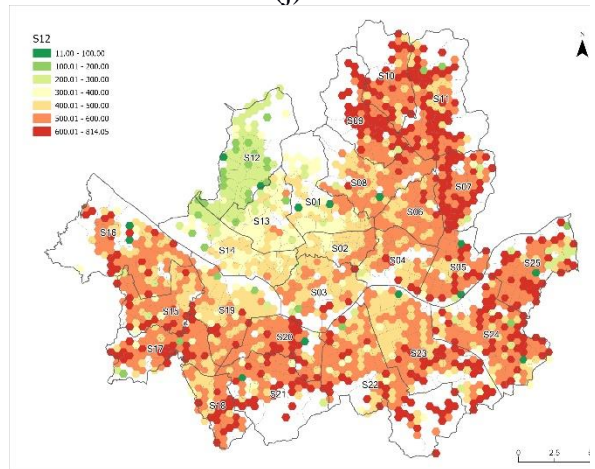 (j)
S12
11.00 - 100.00
100.01 - 200.00
200.01 - 300.00
300.01 - 400.00
400.01 - 500.00
500.01 - 600.00
600.01 - 814.05
N
S10
S11
S09
S12
S08
S07
S01
S06
S13
S16
S14
S02
S04
S05
S25
S03
S15
S19
S20
S24
S17
S23
S22
S21
S18
0 2.5 5